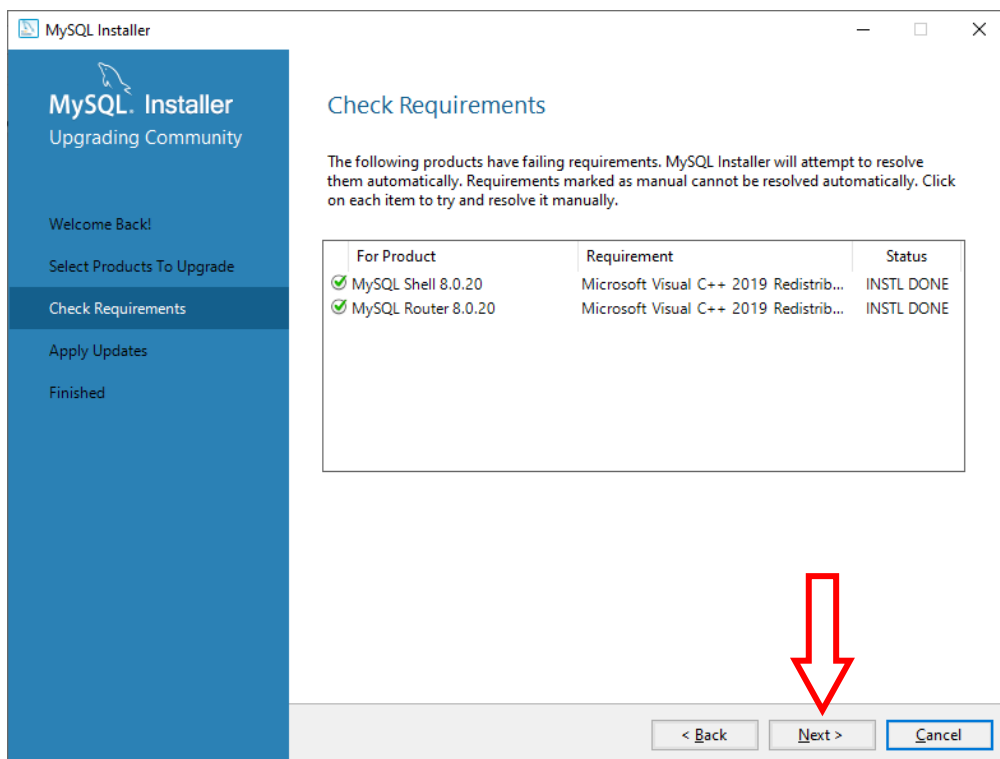 MySQL Installer
MySQL. Installer
Upgrading Community
Welcome Back!
Select Products To Upgrade
Check Requirements
Apply Updates
Finished
Check Requirements
The following products have failing requirements. MySQL Installer will attempt to resolve
them automatically. Requirements marked as manual cannot be resolved automatically. Click
on each item to try and resolve it manually.
For Product Requirement Status
MySQL Shell 8.0.20 Microsoft Visual C++ 2019 Redistrib... INSTL DONE
MySQL Router 8.0.20 Microsoft Visual C++ 2019 Redistrib... INSTL DONE
< Back Next > Cancel